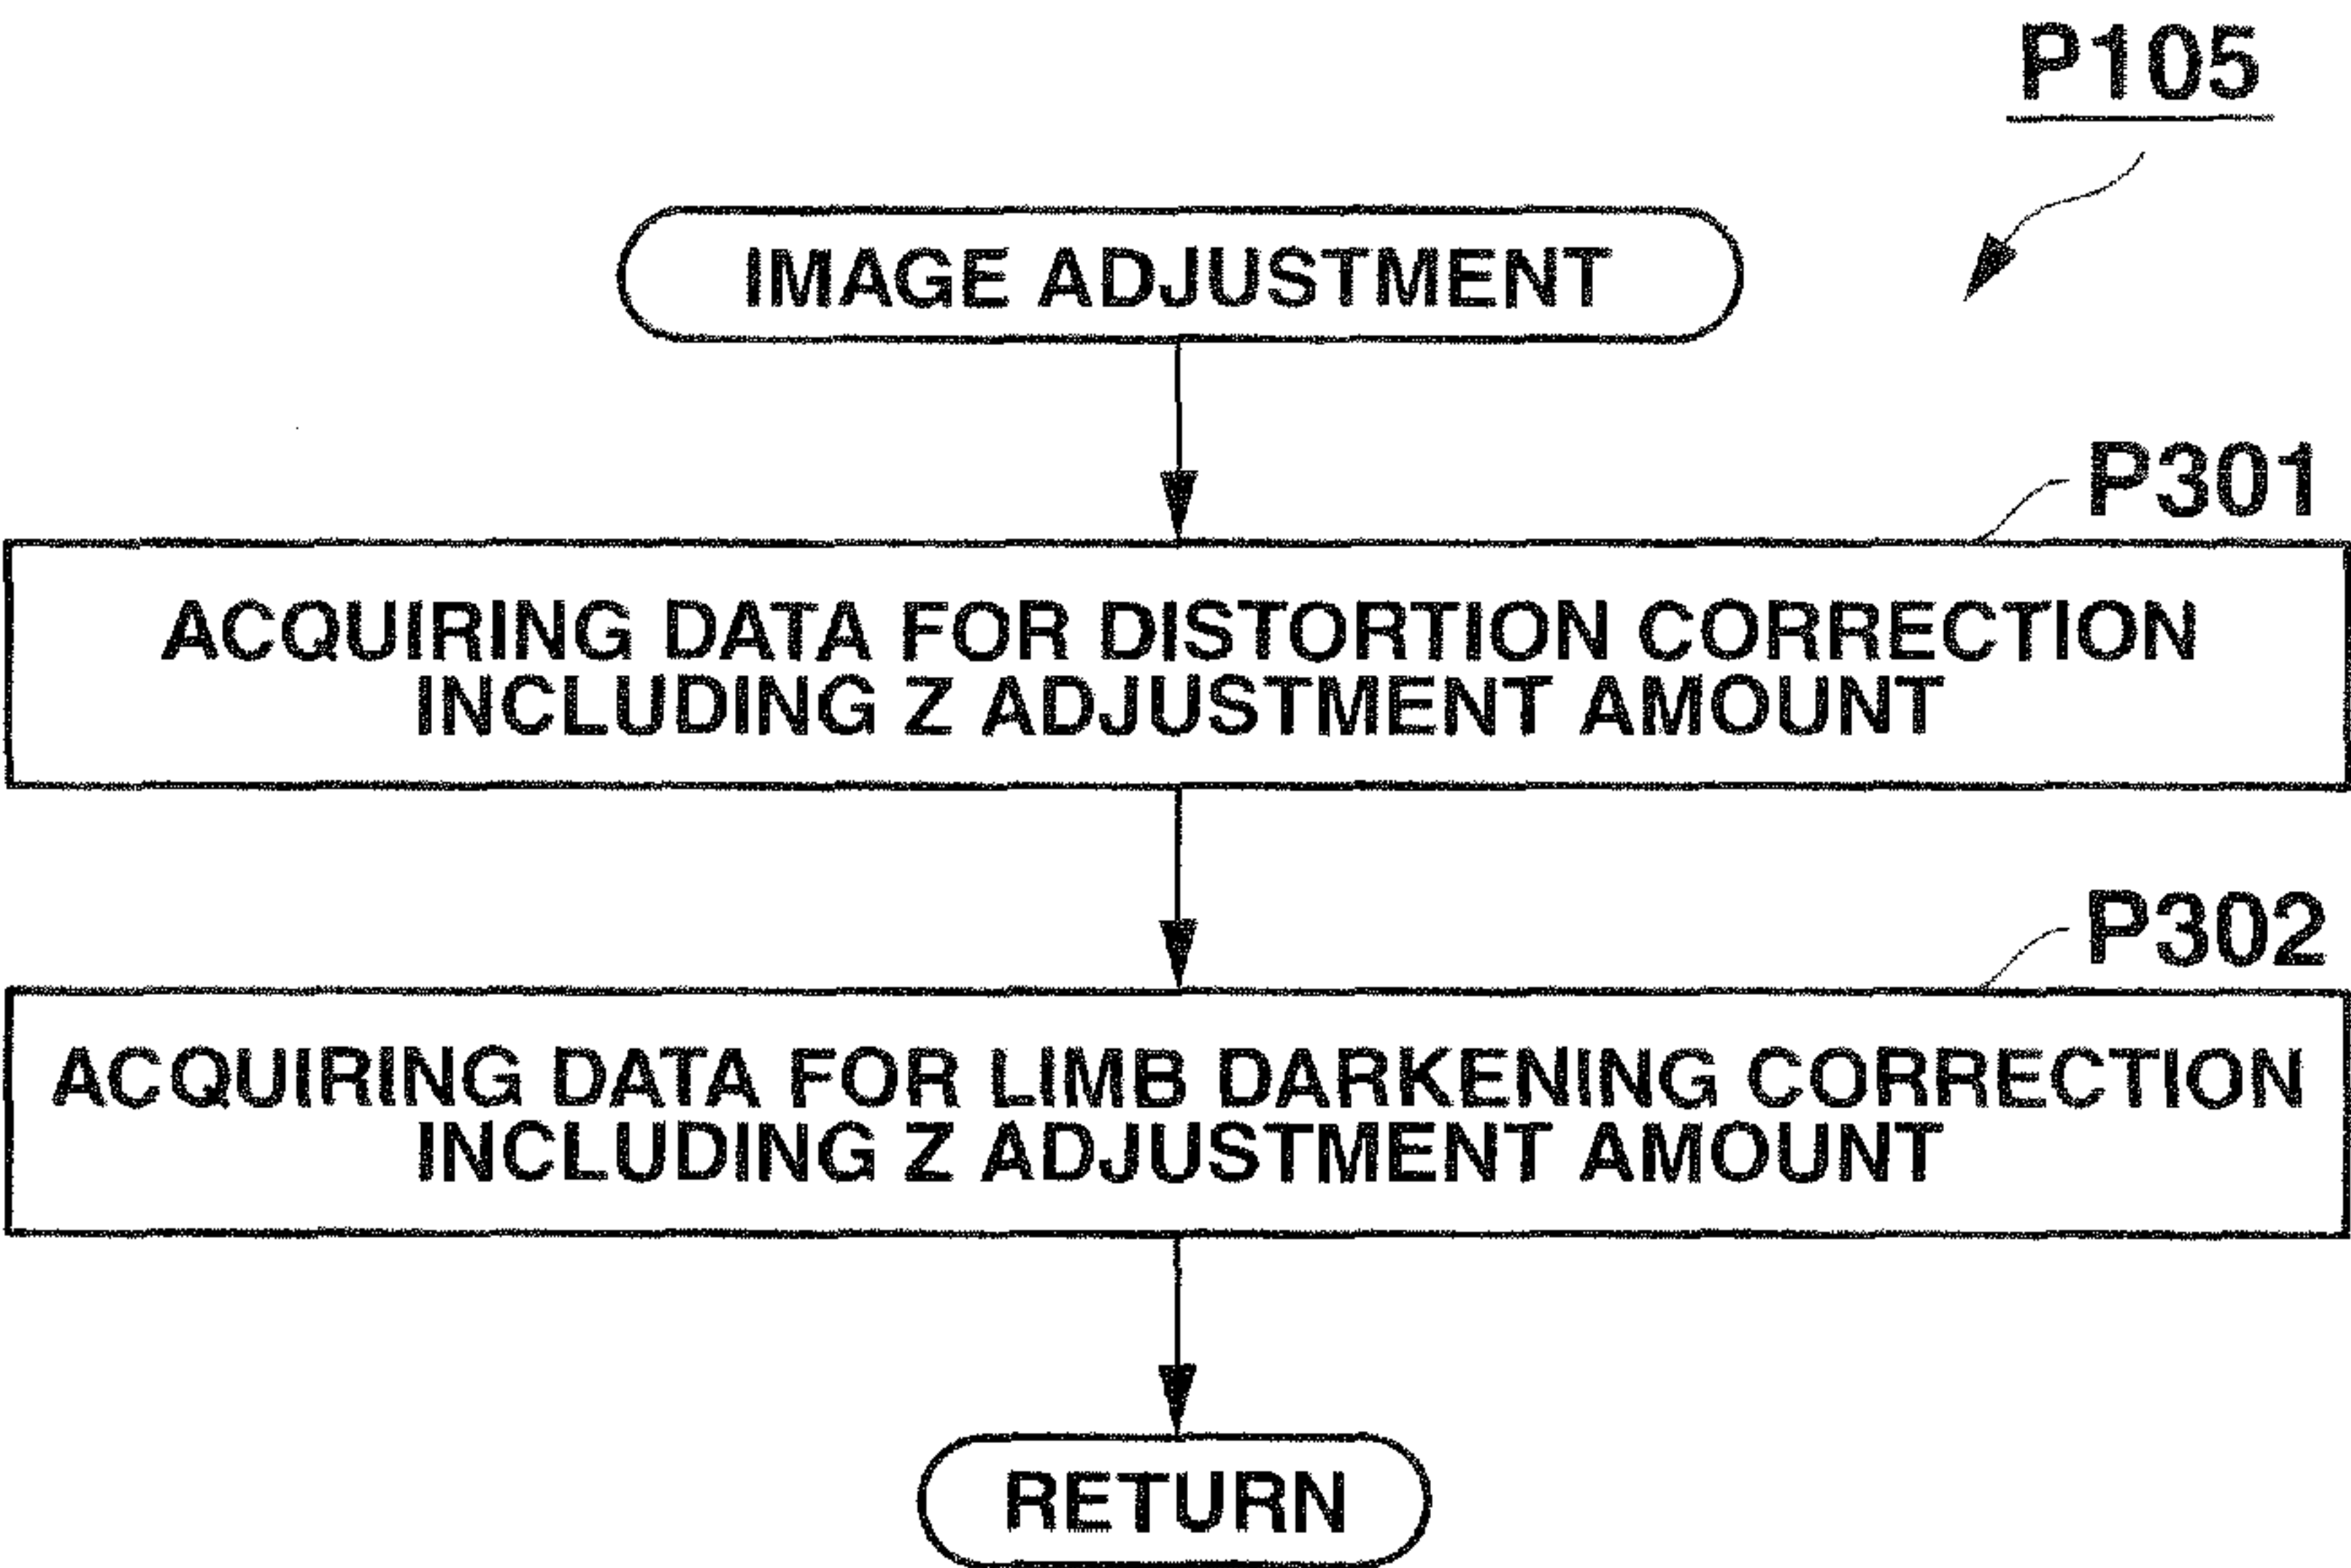 P105
IMAGE ADJUSTMENT
P301
ACQUIRING DATA FOR DISTORTION CORRECTION
INCLUDING Z ADJUSTMENT AMOUNT
P302
ACQUIRING DATA FOR LIMB DARKENING CORRECTION
INCLUDING Z ADJUSTMENT AMOUNT
RETURN